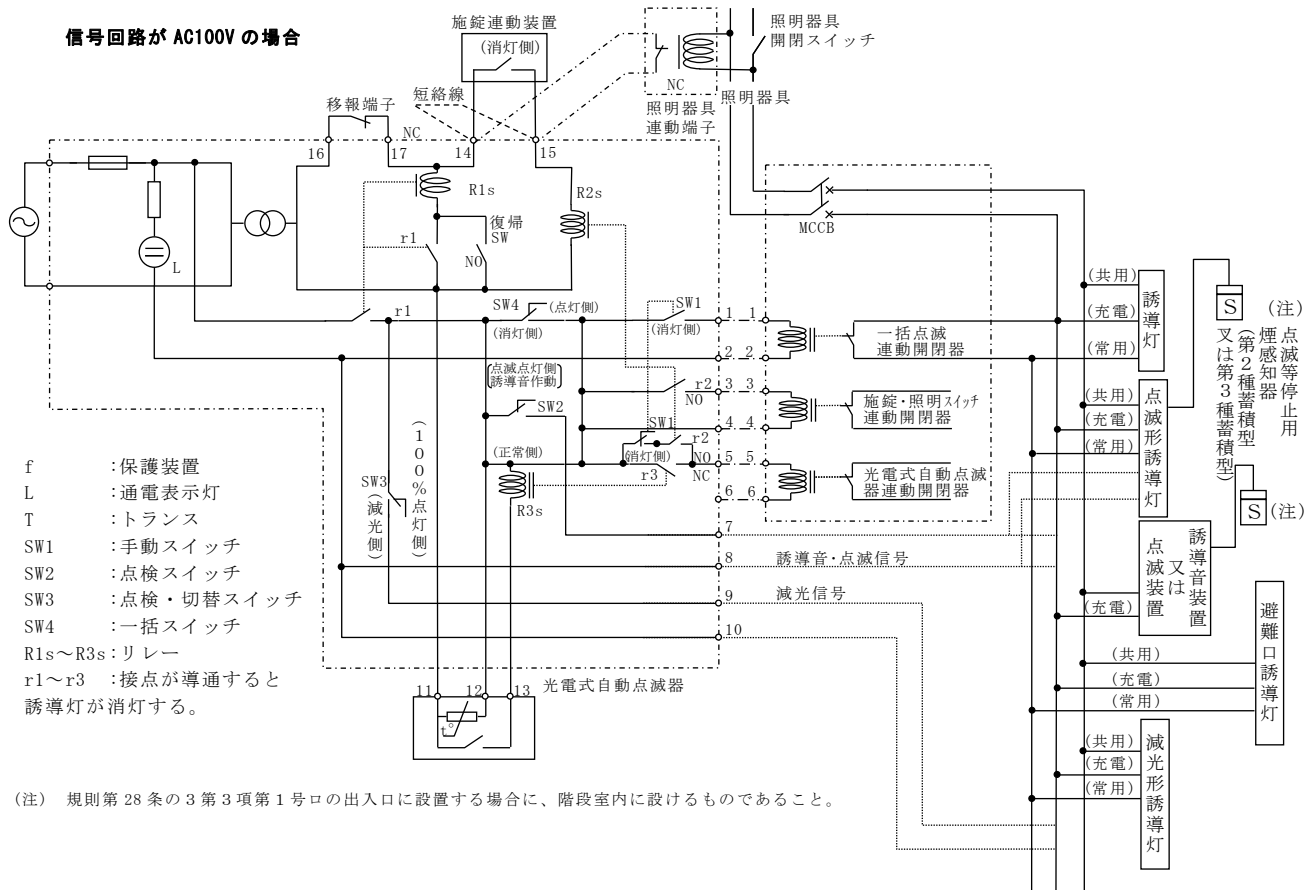 信号回路が AC100V の場合
施錠連動装置
(消灯側)
照明器具
開閉スイッチ
NC
照明器具
連動端子
照明器具
移報端子
短絡線
NC
16
17
14
15
R1s
R2s
復帰
SW
NO
r1
L
MCCB
r1
SW4
(点灯側)
(消灯側)
SW1
(消灯側)
1
1
2
2
一括点滅
連動開閉器
点滅点灯側
誘導音作動
SW2
r2
NO
3
3
4
4
施錠・照明スイッチ
連動開閉器
SW1
(消灯側)
r2
NO
NC
r3
5
5
6
6
光電式自動点滅
器連動開閉器
(正常側)
R3s
SW3
(減光側)
(100%点灯側)
7
8
誘導音・点滅信号
9
減光信号
10
11
12
13
t°
光電式自動点滅器
(共用)
(充電)
(常用)
誘導灯
S
(注)
点滅等停止用
煙感知器
(第2種蓄積型
又は第3種蓄積型)
(共用)
(充電)
(常用)
点滅形誘導灯
S
(注)
(充電)
誘導音装置
又は
点滅装置
(共用)
(充電)
(常用)
避難口誘導灯
(共用)
(充電)
(常用)
減光形誘導灯
f :保護装置
L :通電表示灯
T :トランス
SW1 :手動スイッチ
SW2 :点検スイッチ
SW3 :点検・切替スイッチ
SW4 :一括スイッチ
R1s～R3s:リレー
r1～r3 :接点が導通すると
誘導灯が消灯する。
(注) 規則第28条の3第3項第1号ロの出入口に設置する場合に、階段室内に設けるものであること。